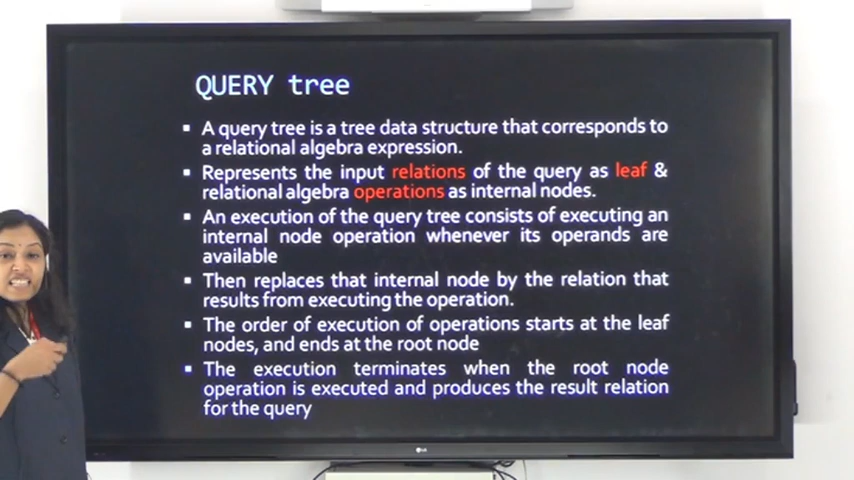 QUERY tree
▪ A query tree is a tree data structure that corresponds to
a relational algebra expression.
▪ Represents the input relations of the query as leaf &
relational algebra operations as internal nodes.
▪ An execution of the query tree consists of executing an
internal node operation whenever its operands are
available
▪ Then replaces that internal node by the relation that
results from executing the operation.
▪ The order of execution of operations starts at the leaf
nodes, and ends at the root node
▪ The execution terminates when the root node
operation is executed and produces the result relation
for the query
LG